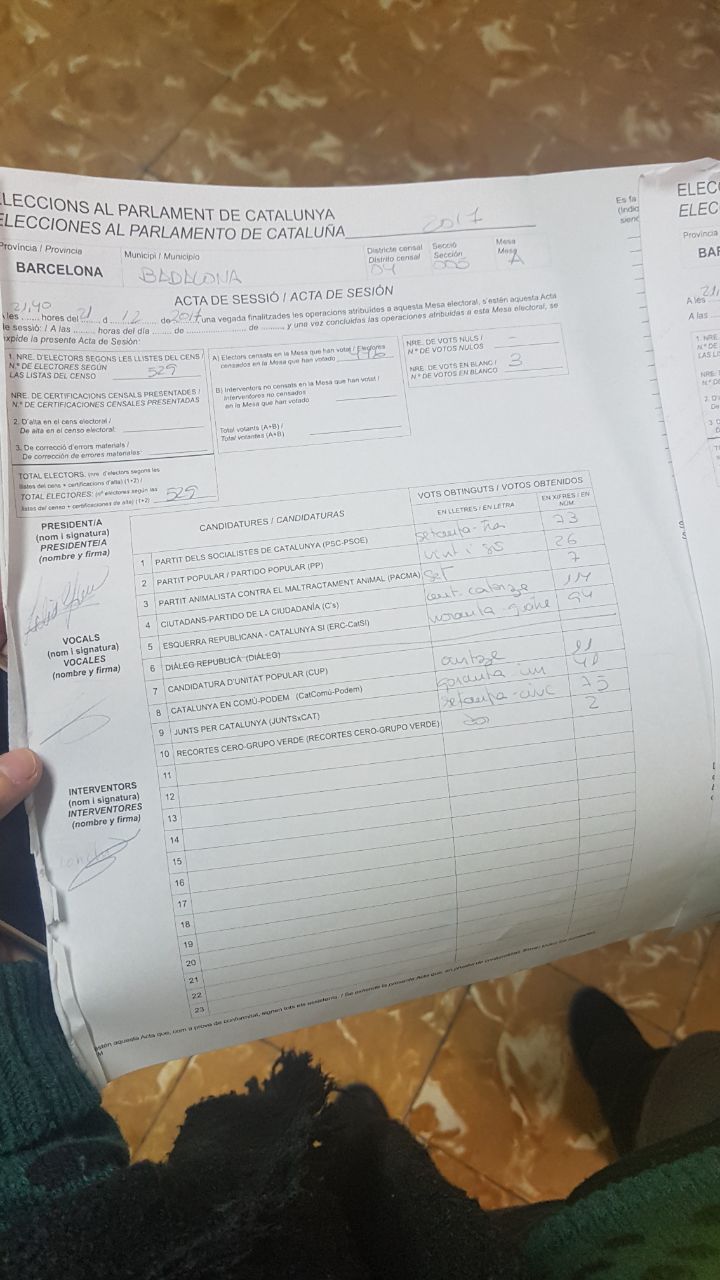 ELECCIONS AL PARLAMENT DE CATALUNYA
ELECCIONES AL PARLAMENTO DE CATALUÑA 2017
Província / Provincia
BARCELONA
Municipi / Municipio
BADALONA
Districte censal
Distrito censal
04
Secció
Sección
Mesa
Mesa
A
ACTA DE SESSIÓ / ACTA DE SESIÓN
21,40
A les ...... hores del 21 d ... 12 ... de 2017, una vegada finalitzades les operacions atribuïdes a aquesta Mesa electoral, s'estén aquesta Acta
de sessió: / A las ........ horas del día ...... de .................... de ......... y una vez concluidas las operaciones atribuidas a esta Mesa electoral, se
expide la presente Acta de Sesión:
1. NRE. D'ELECTORS SEGONS LES LLISTES DEL CENS /
N.º DE ELECTORES SEGÚN
LAS LISTAS DEL CENSO 529
NRE. DE CERTIFICACIONS CENSALS PRESENTADES /
N.º DE CERTIFICACIONES CENSALES PRESENTADAS
2. D'alta en el cens electoral /
De alta en el censo electoral:
3. De correcció d'errors materials /
De corrección de errores materiales:
TOTAL ELECTORS: (nre. d'electors segons les
llistes del cens + certificacions d'alta) (1+2) /
TOTAL ELECTORES: (nº electores según las
listas del censo + certificaciones de alta) (1+2) 529
A) Electors censats en la Mesa que han votat / Electores
censados en la Mesa que han votado
B) Interventors no censats en la Mesa que han votat /
Interventores no censados
en la Mesa que han votado
Total votants (A+B) /
Total votantes (A+B)
NRE. DE VOTS NULS /
N.º DE VOTOS NULOS -
NRE. DE VOTS EN BLANC /
N.º DE VOTOS EN BLANCO 3
PRESIDENT/A
(nom i signatura)
PRESIDENTE/A
(nombre y firma)
VOCALS
(nom i signatura)
VOCALES
(nombre y firma)
INTERVENTORS
(nom i signatura)
INTERVENTORES
(nombre y firma)
CANDIDATURES / CANDIDATURAS
VOTS OBTINGUTS / VOTOS OBTENIDOS
EN LLETRES / EN LETRA
EN XIFRES / EN NÚM.
1 PARTIT DELS SOCIALISTES DE CATALUNYA (PSC-PSOE) setanta-tres 73
2 PARTIT POPULAR / PARTIDO POPULAR (PP) vint i sis 26
3 PARTIT ANIMALISTA CONTRA EL MALTRACTAMENT ANIMAL (PACMA) set 7
4 CIUTADANS-PARTIDO DE LA CIUDADANÍA (C's) cent catorze 114
5 ESQUERRA REPUBLICANA - CATALUNYA SI (ERC-CatSI) noranta-quatre 94
6 DIÀLEG REPUBLICÀ (DIÀLEG)
7 CANDIDATURA D'UNITAT POPULAR (CUP) 
8 CATALUNYA EN COMÚ-PODEM (CatComú-Podem) quaranta un 41
9 JUNTS PER CATALUNYA (JUNTSxCAT) setanta-cinc 75
10 RECORTES CERO-GRUPO VERDE (RECORTES CERO-GRUPO VERDE) 2
11
12
13
14
15
16
17
18
19
20
21
22
23
estén aquesta Acta que, com a prova de conformitat, signen tots els assistents. / Se extiende la presente Acta que, en prueba de conformidad, firman todos los asistentes.
Es fa
(Indic
ELEC
ELEC
Província
BAR
A les
A las
1. NRE.
N.º DE
LAS LI